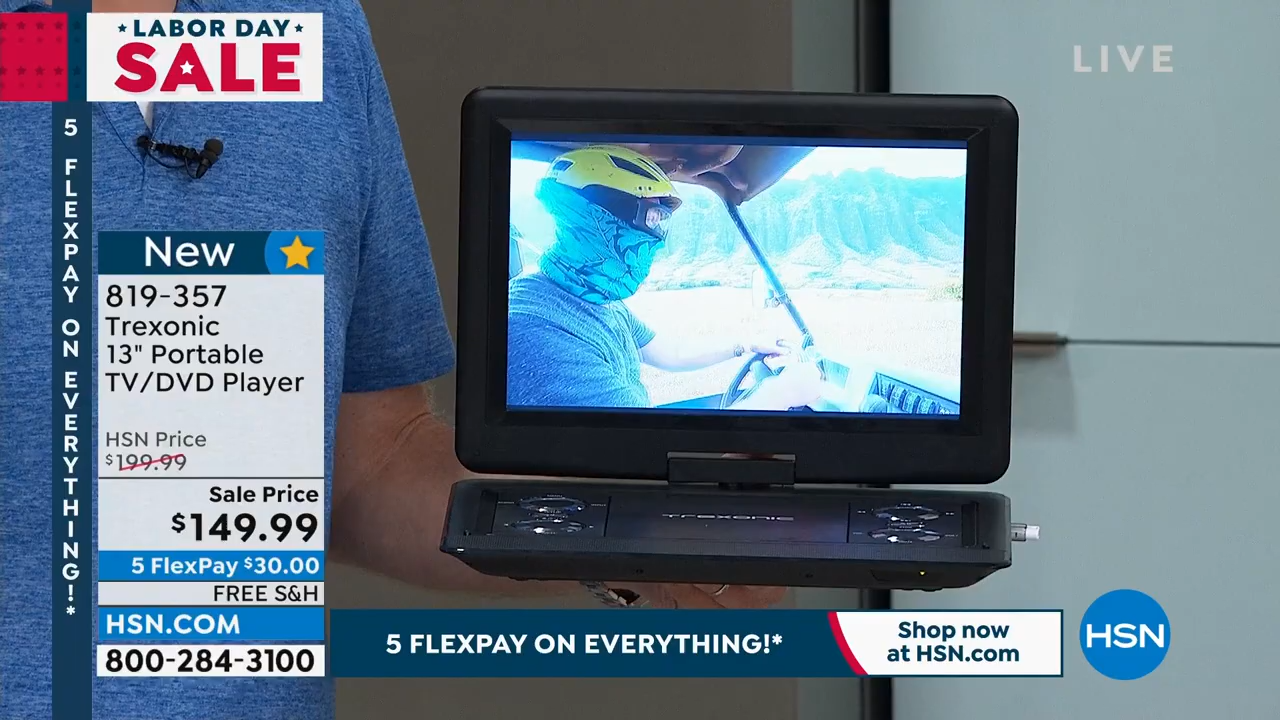 LABOR DAY
SALE
LIVE
5 FLEXPAY ON EVERYTHING!*
New
819-357
Trexonic
13" Portable
TV/DVD Player
HSN Price
$199.99
Sale Price
$149.99
5 FlexPay $30.00
FREE S&H
HSN.COM
800-284-3100
TREXONIC
5 FLEXPAY ON EVERYTHING!*
Shop now
at HSN.com
HSN